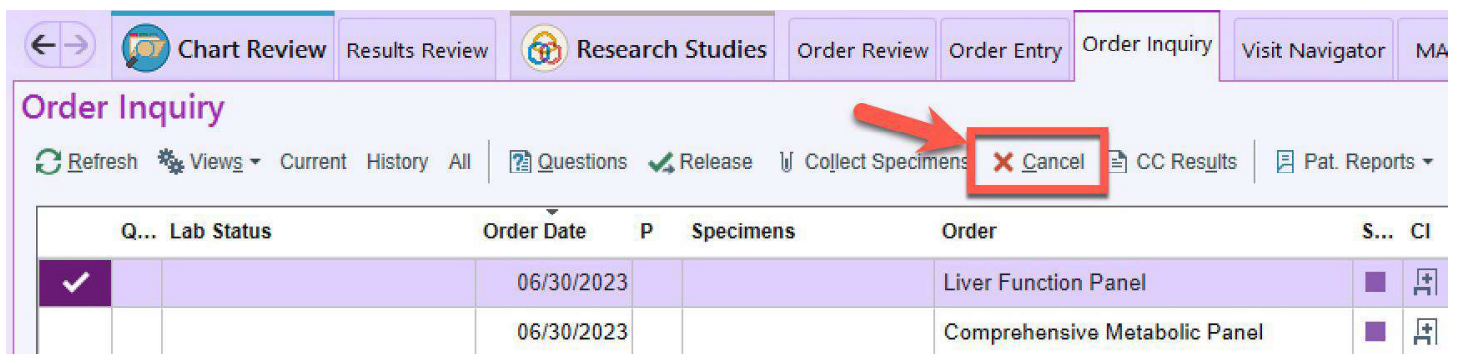 Chart Review Results Review Research Studies Order Review Order Entry Order Inquiry Visit Navigator MA
Order Inquiry
Refresh Views Current History All Questions Release Collect Specimens Cancel CC Results Pat. Reports
Q... Lab Status Order Date P Specimens Order S... Cl
06/30/2023 Liver Function Panel
06/30/2023 Comprehensive Metabolic Panel